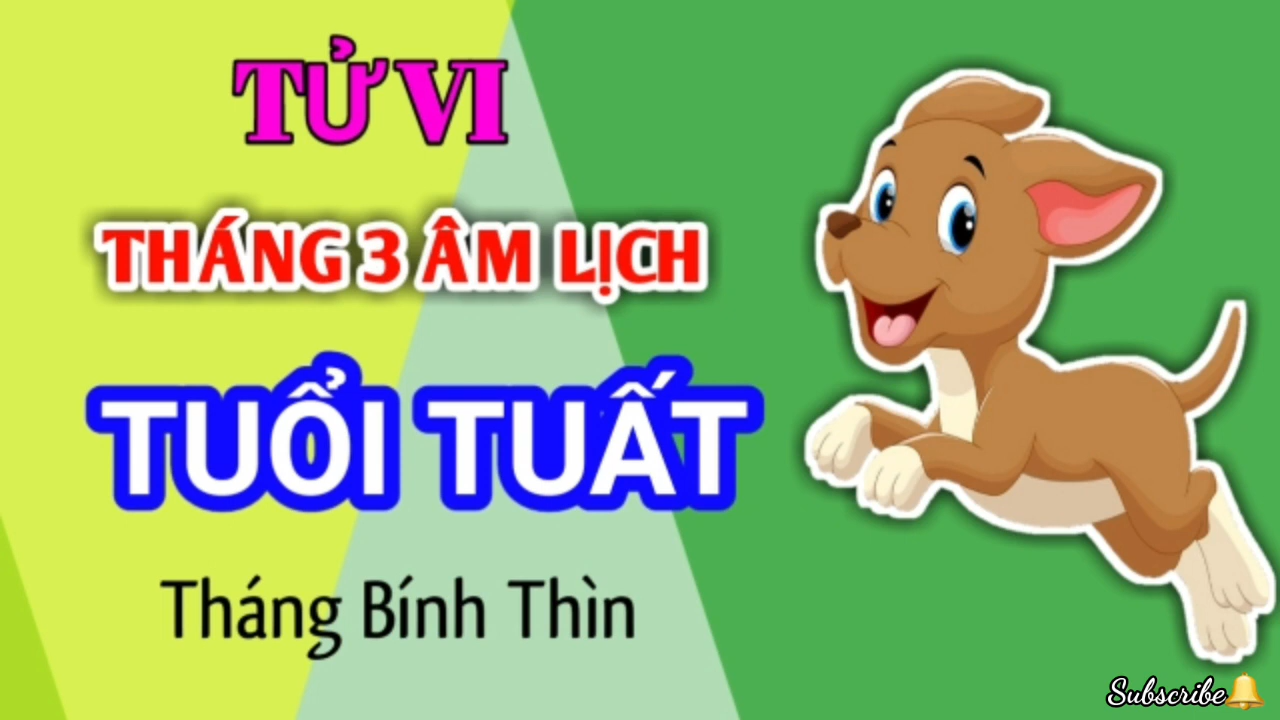 TỬ VI
THÁNG 3 ÂM LỊCH
TUỔI TUẤT
Tháng Bính Thìn
Subscribe